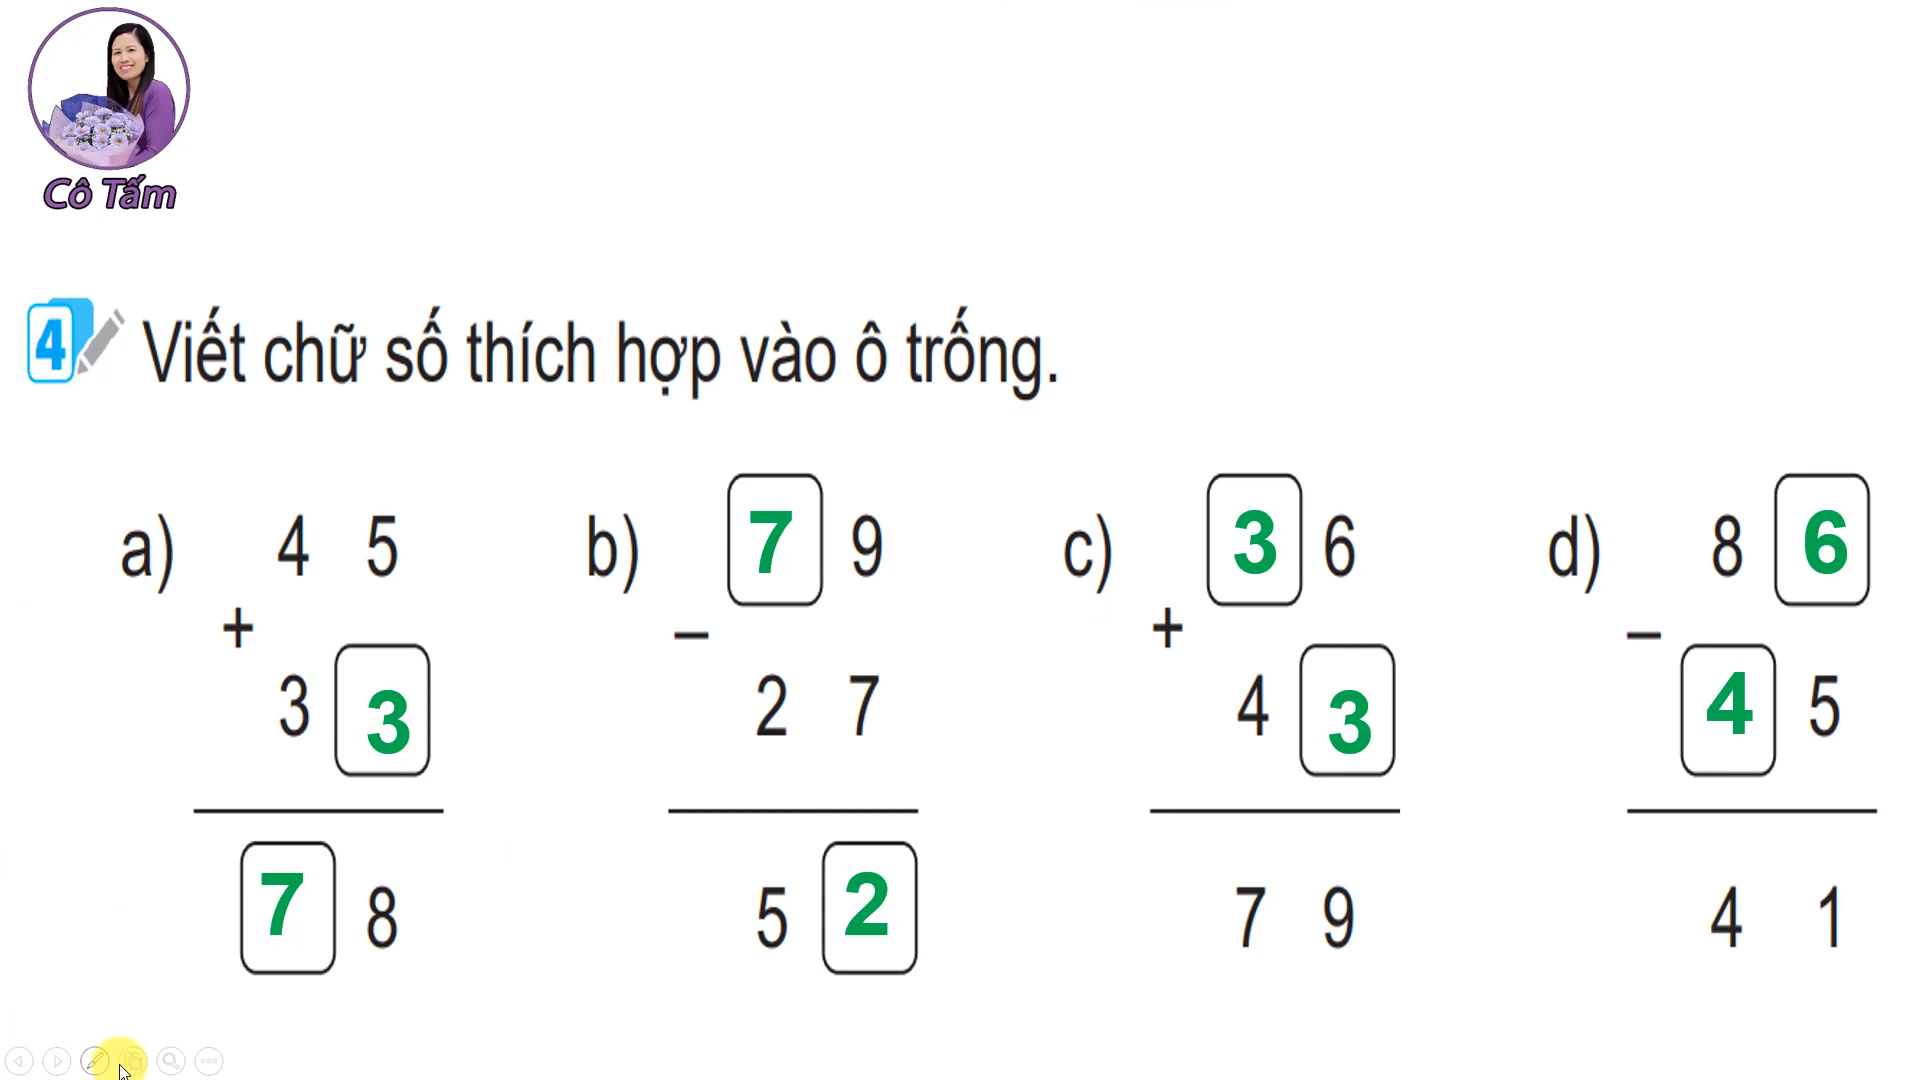 Cô Tấm
4 Viết chữ số thích hợp vào ô trống.
a) 4 5 b) 7 9 c) 3 6 d) 8 6
+ – + –
3 3 2 7 4 3 4 5
7 8 5 2 7 9 4 1